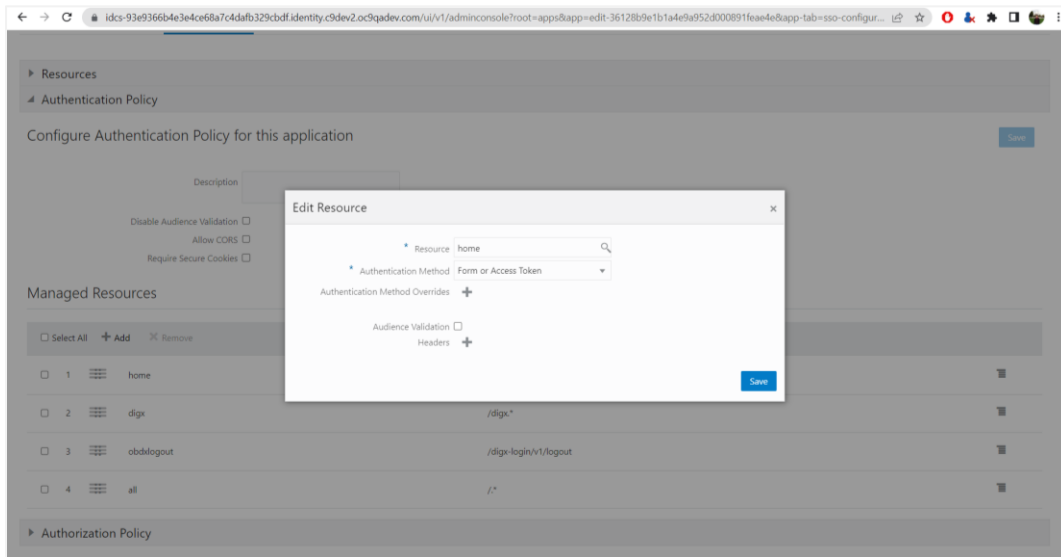 idcs-93e9366b4e3e4ce68a7c4dafb329cbdf.identity.c9dev2.oc9qadev.com/ui/v1/adminconsole?root=apps&app=edit-36128b9e1b1a4e9a952d000891feae4e&app-tab=sso-configur...
Resources
Authentication Policy
Configure Authentication Policy for this application
Save
Description
Disable Audience Validation
Allow CORS
Require Secure Cookies
Edit Resource
* Resource home
* Authentication Method Form or Access Token
Authentication Method Overrides
Audience Validation
Headers
Save
Managed Resources
Select All Add Remove
1 home
2 digx /digx.*
3 obdxlogout /digx-login/v1/logout
4 all /.*
Authorization Policy